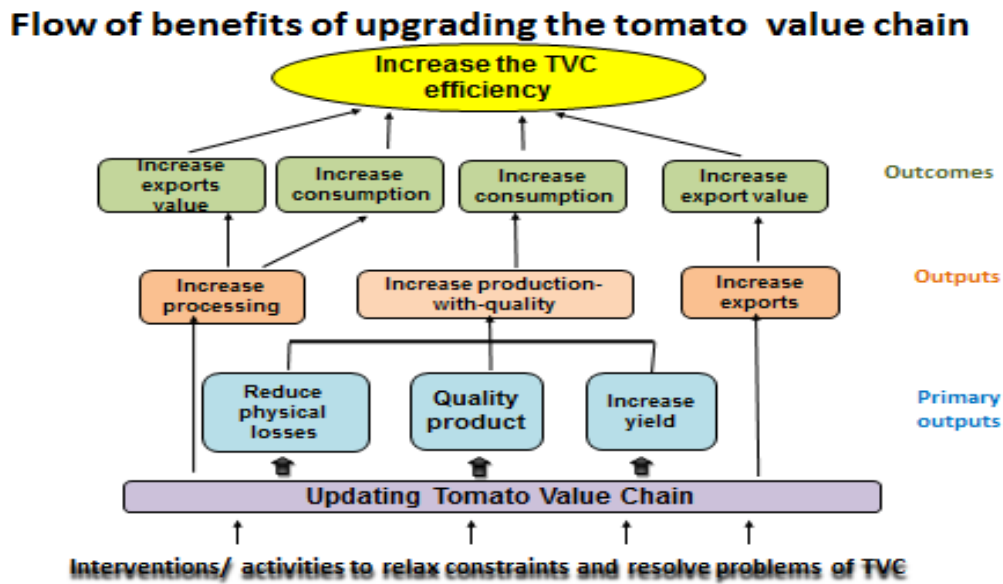 Flow of benefits of upgrading the tomato value chain
Increase the TVC
efficiency
Increase
exports
value
Increase
consumption
Increase
consumption
Increase
export value
Outcomes
Increase
processing
Increase production-
with-quality
Increase
exports
Outputs
Reduce
physical
losses
Quality
product
Increase
yield
Primary
outputs
Updating Tomato Value Chain
Interventions/ activities to relax constraints and resolve problems of TVC